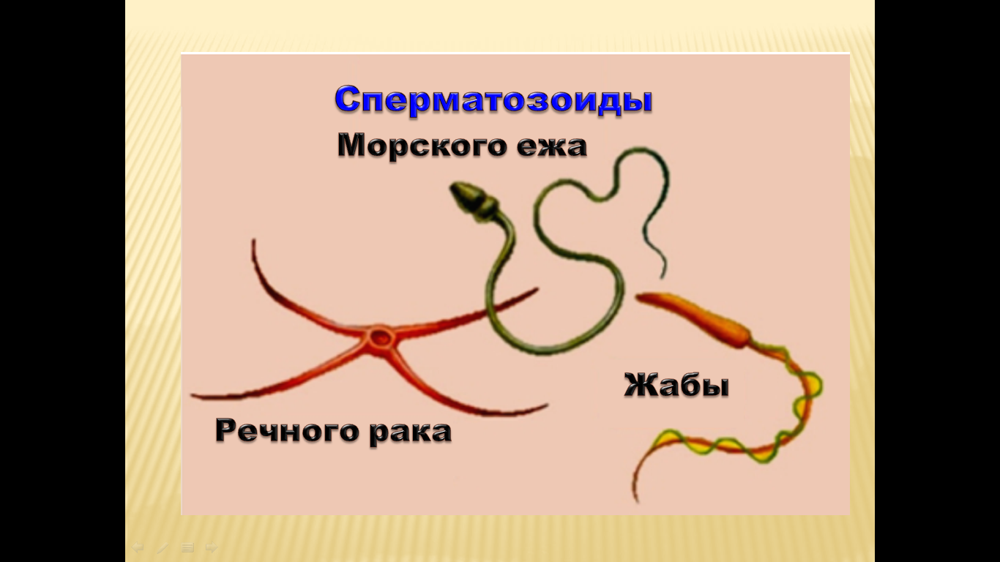 Сперматозоиды
Морского ежа
Жабы
Речного рака